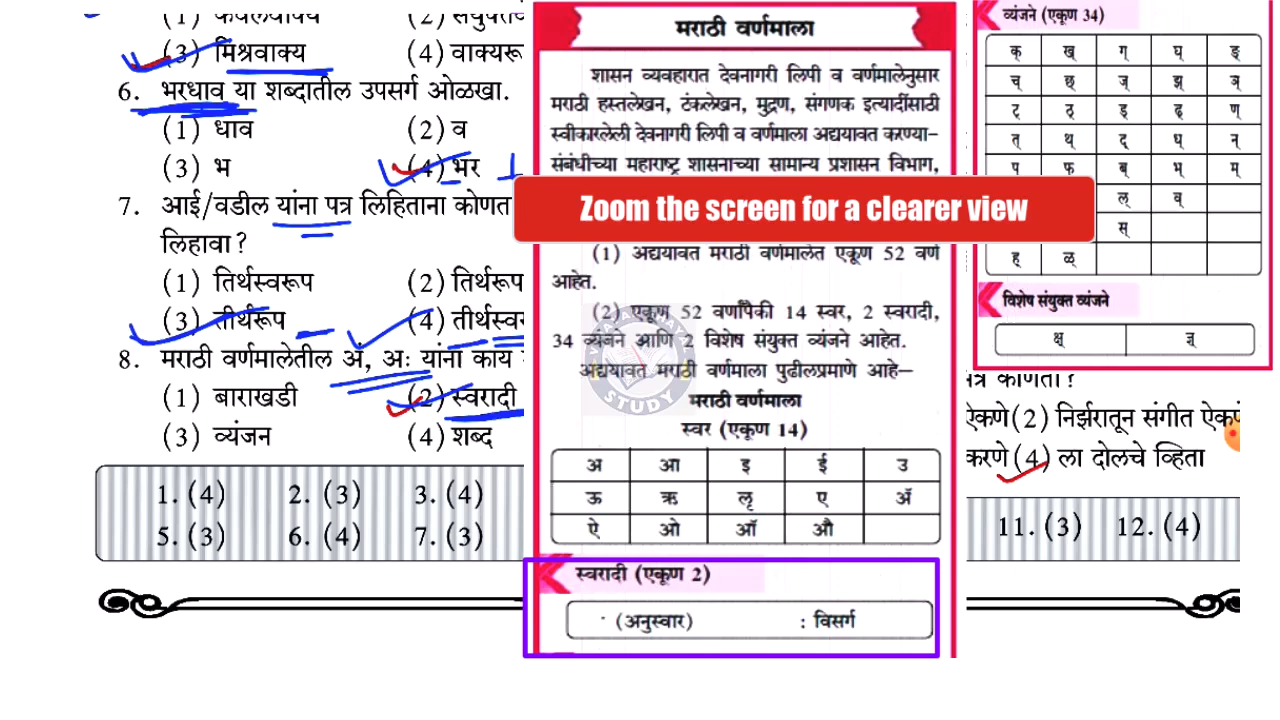 (1) केवलवाक्य (2) संयुक्त
(3) मिश्रवाक्य (4) वाक्यरू
6. भरधाव या शब्दातील उपसर्ग ओळखा.
(1) धाव (2) व
(3) भ (4) भर
7. आई/वडील यांना पत्र लिहिताना कोणत
लिहावा?
(1) तिर्थस्वरूप (2) तिर्थरूप
(3) तीर्थरूप (4) तीर्थस्वर
8. मराठी वर्णमालेतील अं, अः यांना काय
(1) बाराखडी (2) स्वरादी
(3) व्यंजन (4) शब्द
1. (4) 2. (3) 3. (4)
5. (3) 6. (4) 7. (3)
मराठी वर्णमाला
शासन व्यवहारात देवनागरी लिपी व वर्णमालेनुसार
मराठी हस्तलेखन, टंकलेखन, मुद्रण, संगणक इत्यादींसाठी
स्वीकारलेली देवनागरी लिपी व वर्णमाला अद्ययावत करण्या–
संबंधीच्या महाराष्ट्र शासनाच्या सामान्य प्रशासन विभाग,
Zoom the screen for a clearer view
(1) अद्ययावत मराठी वर्णमालेत एकूण 52 वर्ण
आहेत.
(2) एकूण 52 वर्णांपैकी 14 स्वर, 2 स्वरादी,
34 व्यंजने आणि 2 विशेष संयुक्त व्यंजने आहेत.
अद्ययावत मराठी वर्णमाला पुढीलप्रमाणे आहे–
मराठी वर्णमाला
स्वर (एकूण 14)
अ आ इ ई उ
ऊ ऋ लृ ए ॲ
ऐ ओ ऑ औ
स्वरादी (एकूण 2)
ं (अनुस्वार) : विसर्ग
STUDY
व्यंजने (एकूण 34)
क् ख् ग् घ् ङ्
च् छ् ज् झ् ञ्
ट् ठ् ड् ढ् ण्
त् थ् द् ध् न्
प् फ् ब् भ् म्
ल् व्
स्
ह् ळ्
विशेष संयुक्त व्यंजने
क्ष् ज्ञ्
कोणता?
ऐकणे (2) निर्झरातून संगीत ऐकणे
करणे (4) ला दोलचे व्हिता
11. (3) 12. (4)